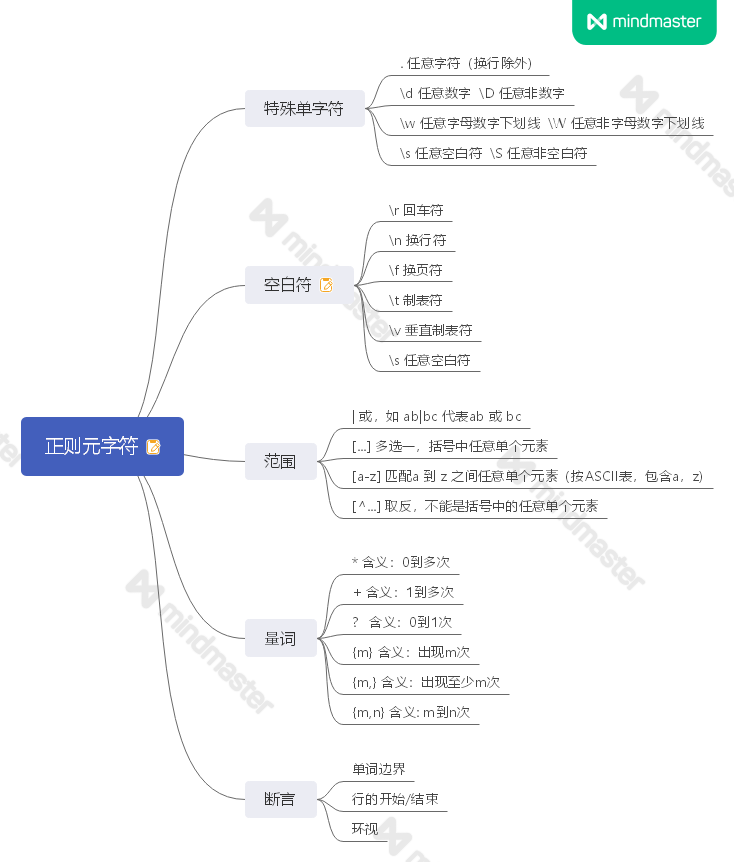 mindmaster
. 任意字符（换行除外）
\d 任意数字 \D 任意非数字
\w 任意字母数字下划线 \W 任意非字母数字下划线
\s 任意空白符 \S 任意非空白符
特殊单字符
\r 回车符
\n 换行符
\f 换页符
\t 制表符
\v 垂直制表符
\s 任意空白符
空白符
正则元字符
| 或，如 ab|bc 代表ab 或 bc
[...] 多选一，括号中任意单个元素
[a-z] 匹配a 到 z 之间任意单个元素（按ASCII表，包含a，z)
[^...] 取反，不能是括号中的任意单个元素
范围
* 含义：0到多次
+ 含义：1到多次
? 含义：0到1次
{m} 含义：出现m次
{m,} 含义：出现至少m次
{m,n} 含义: m到n次
量词
单词边界
行的开始/结束
环视
断言
mindmaster
mindmaster
mindmaster
mindmaster